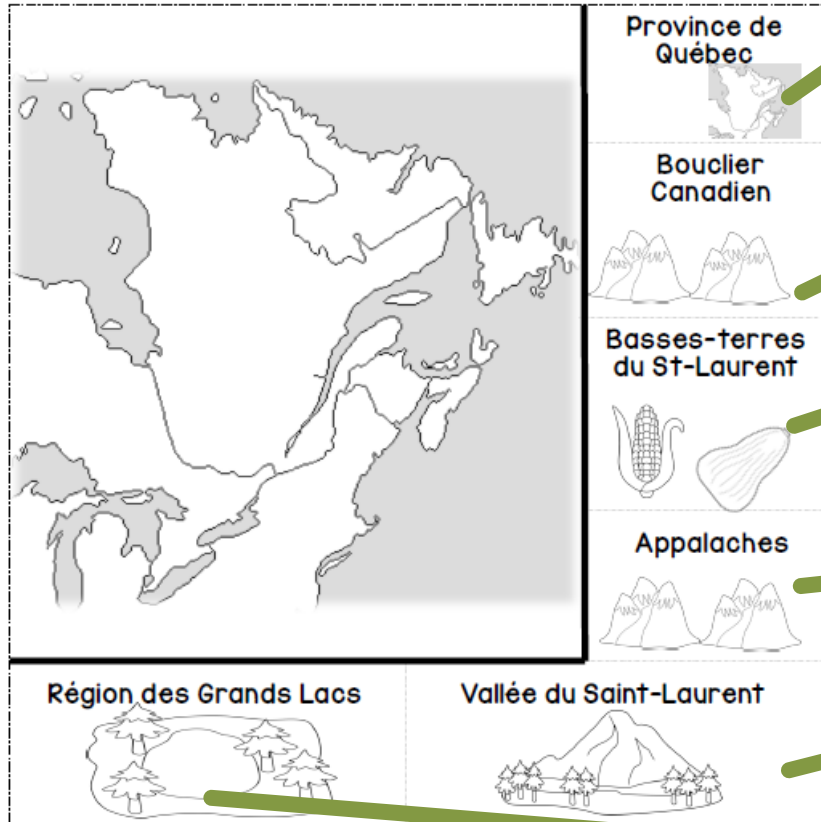 Province de
Québec
Bouclier
Canadien
Basses-terres
du St-Laurent
Appalaches
Région des Grands Lacs
Vallée du Saint-Laurent